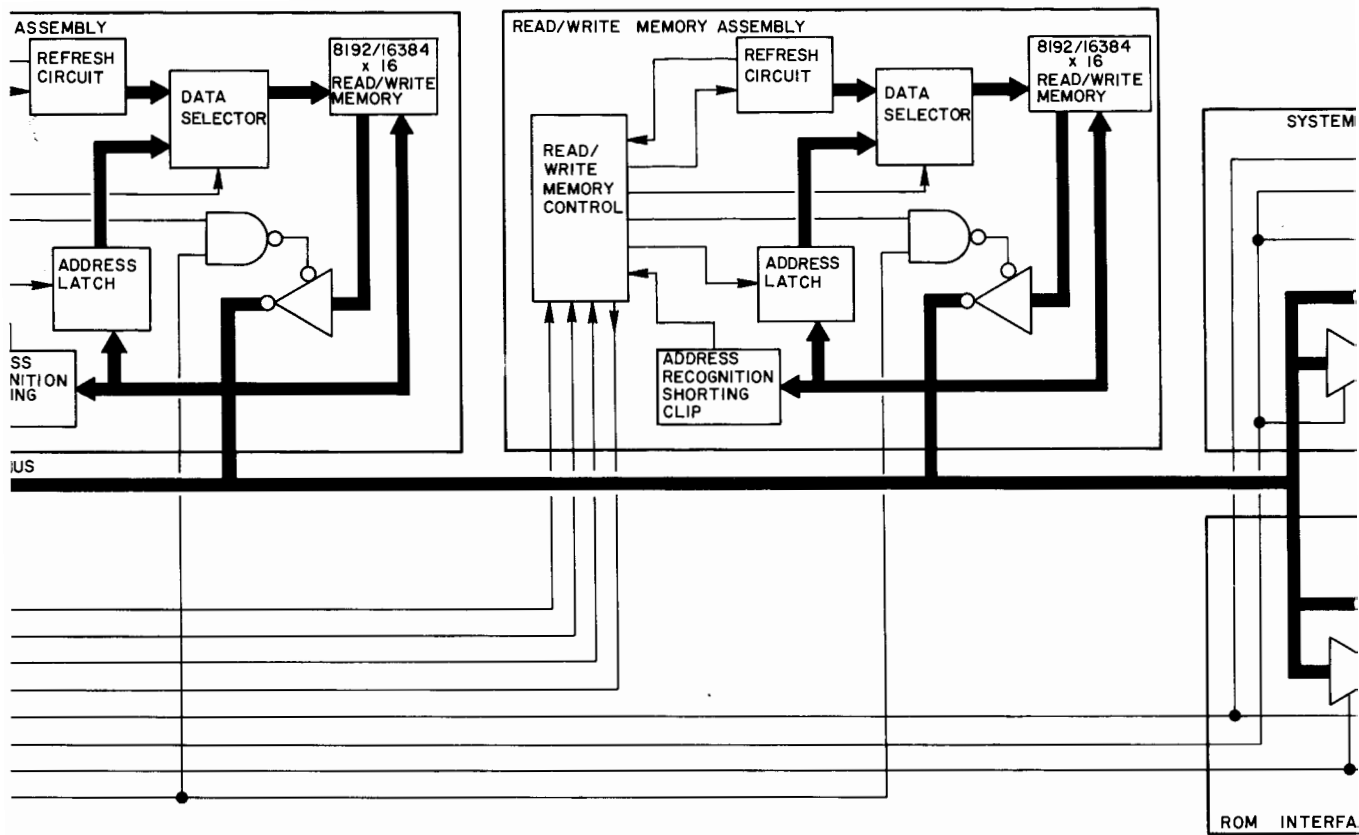 ASSEMBLY
REFRESH
CIRCUIT
DATA
SELECTOR
8192/16384
x 16
READ/WRITE
MEMORY
ADDRESS
LATCH
SS
NITION
ING
US
READ/WRITE MEMORY ASSEMBLY
REFRESH
CIRCUIT
DATA
SELECTOR
8192/16384
x 16
READ/WRITE
MEMORY
READ/
WRITE
MEMORY
CONTROL
ADDRESS
LATCH
ADDRESS
RECOGNITION
SHORTING
CLIP
SYSTEM
ROM INTERFA